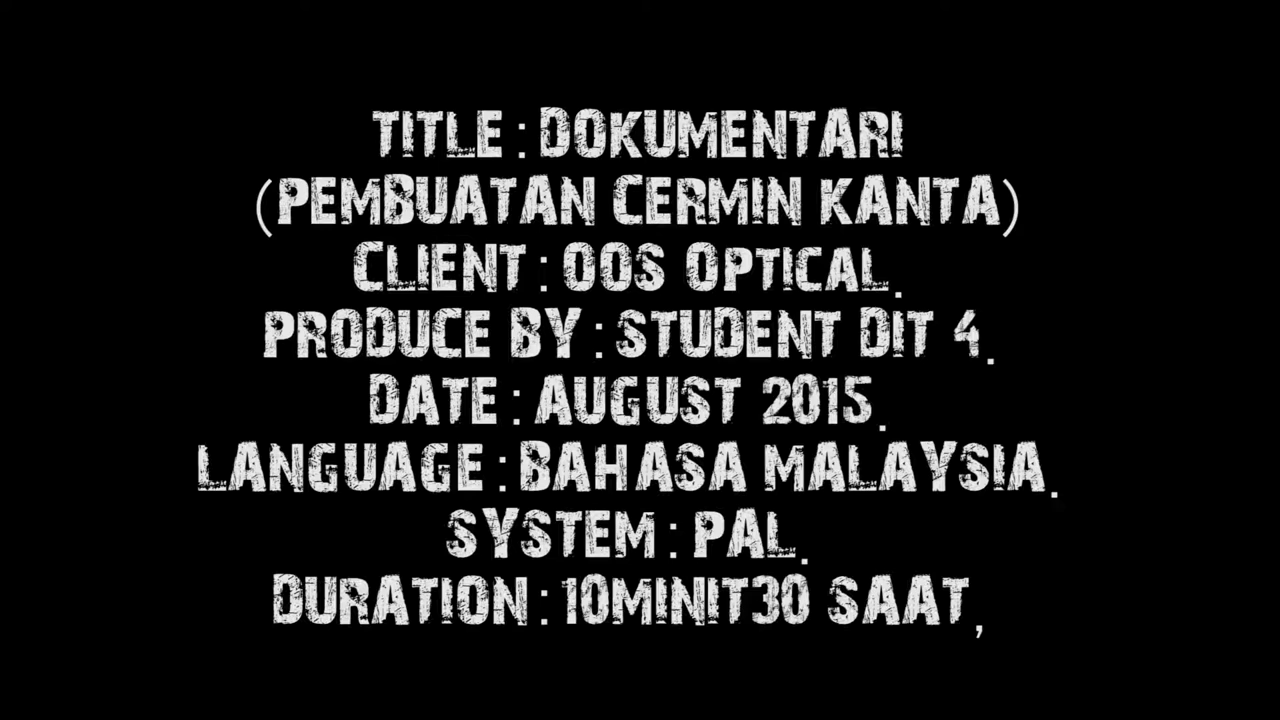 TITLE : DOKUMENTARI
(PEMBUATAN CERMIN KANTA)
CLIENT : OOS OPTICAL.
PRODUCE BY : STUDENT DIT 4.
DATE : AUGUST 2015.
LANGUAGE : BAHASA MALAYSIA.
SYSTEM : PAL.
DURATION : 10MINIT30 SAAT,